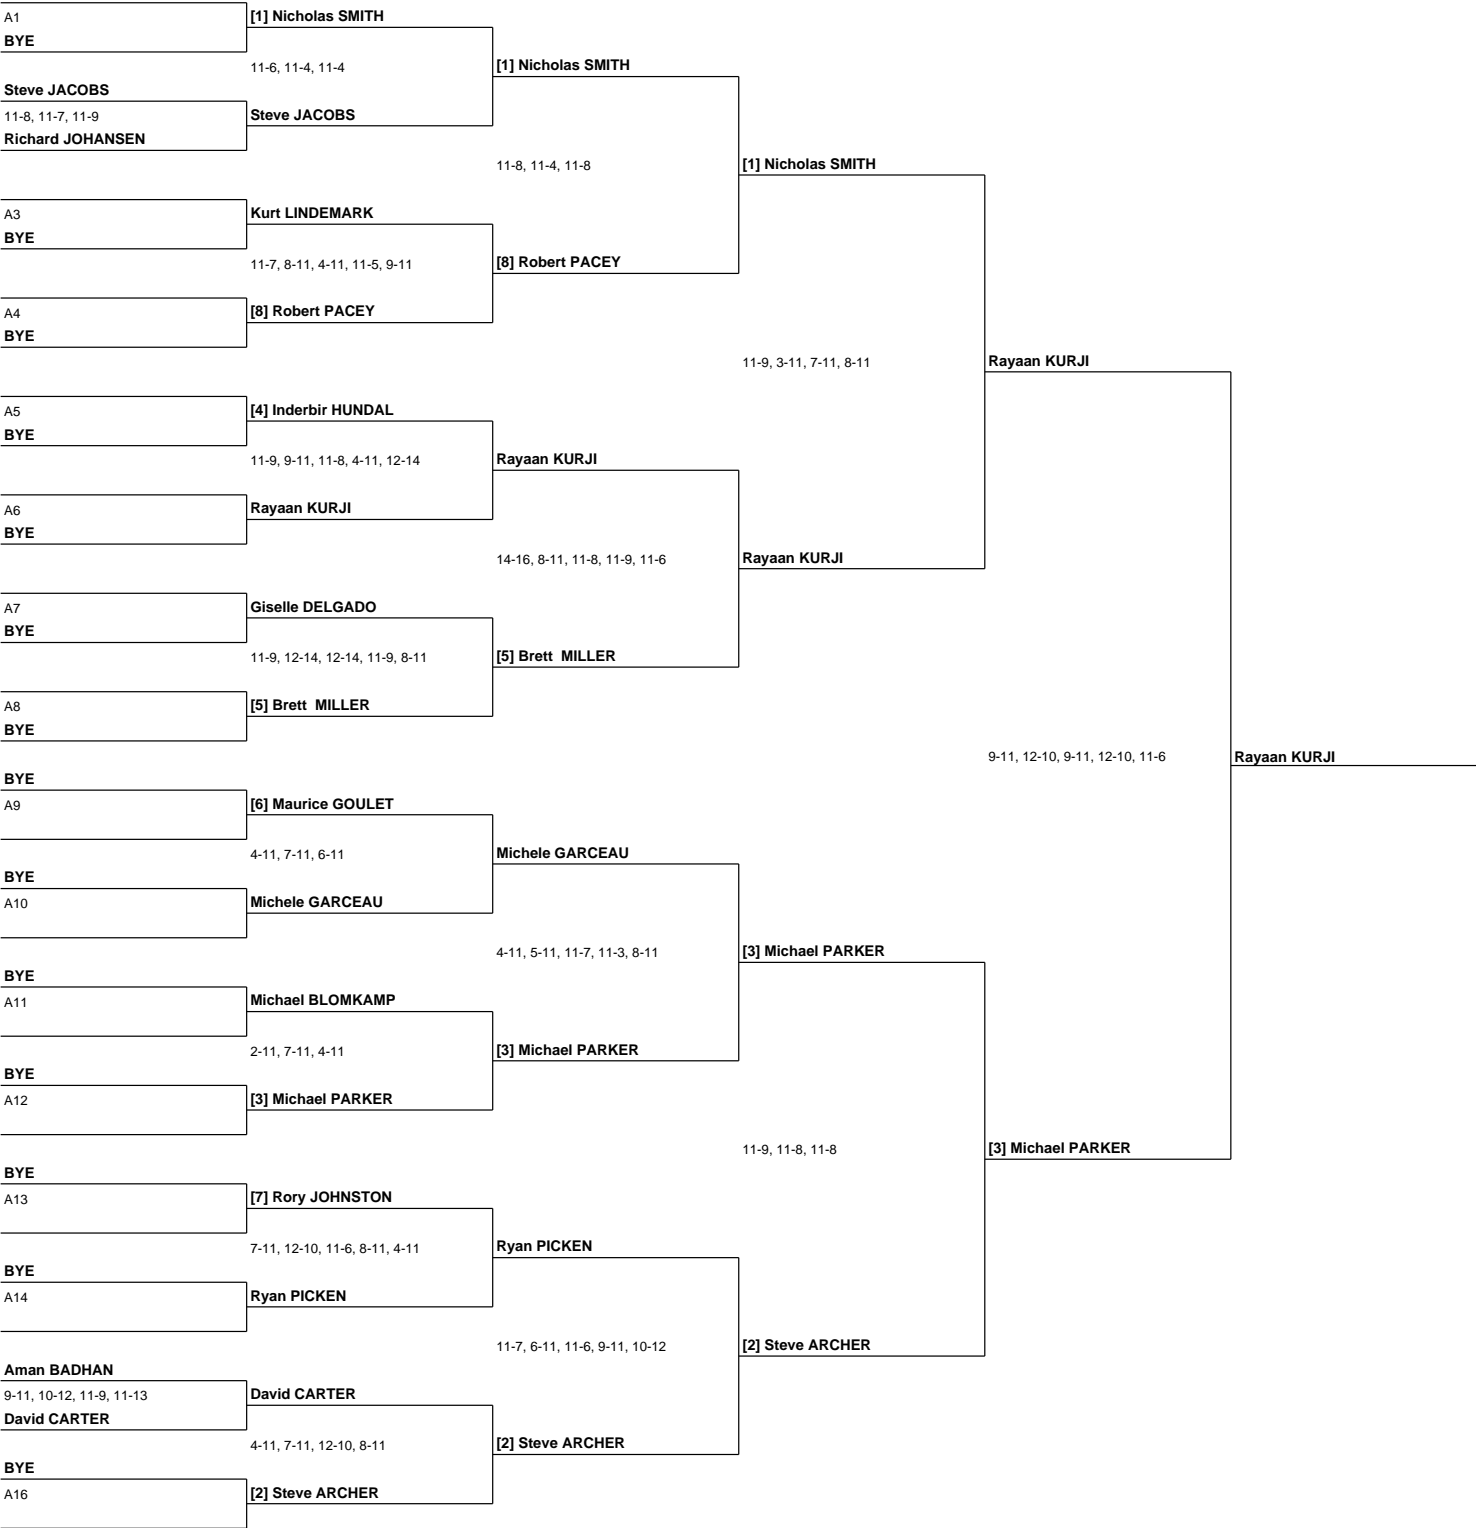 A1
BYE
[1] Nicholas SMITH
11-6, 11-4, 11-4
Steve JACOBS
11-8, 11-7, 11-9
Richard JOHANSEN
Steve JACOBS
[1] Nicholas SMITH
11-8, 11-4, 11-8
A3
BYE
Kurt LINDEMARK
11-7, 8-11, 4-11, 11-5, 9-11
A4
BYE
[8] Robert PACEY
[8] Robert PACEY
[1] Nicholas SMITH
11-9, 3-11, 7-11, 8-11
A5
BYE
[4] Inderbir HUNDAL
11-9, 9-11, 11-8, 4-11, 12-14
A6
BYE
Rayaan KURJI
Rayaan KURJI
14-16, 8-11, 11-8, 11-9, 11-6
A7
BYE
Giselle DELGADO
11-9, 12-14, 12-14, 11-9, 8-11
A8
BYE
[5] Brett  MILLER
[5] Brett  MILLER
Rayaan KURJI
Rayaan KURJI
9-11, 12-10, 9-11, 12-10, 11-6
Rayaan KURJI
BYE
A9
[6] Maurice GOULET
4-11, 7-11, 6-11
BYE
A10
Michele GARCEAU
Michele GARCEAU
4-11, 5-11, 11-7, 11-3, 8-11
BYE
A11
Michael BLOMKAMP
2-11, 7-11, 4-11
BYE
A12
[3] Michael PARKER
[3] Michael PARKER
[3] Michael PARKER
11-9, 11-8, 11-8
[3] Michael PARKER
BYE
A13
[7] Rory JOHNSTON
7-11, 12-10, 11-6, 8-11, 4-11
BYE
A14
Ryan PICKEN
Ryan PICKEN
11-7, 6-11, 11-6, 9-11, 10-12
Aman BADHAN
9-11, 10-12, 11-9, 11-13
David CARTER
David CARTER
4-11, 7-11, 12-10, 8-11
BYE
A16
[2] Steve ARCHER
[2] Steve ARCHER
[2] Steve ARCHER